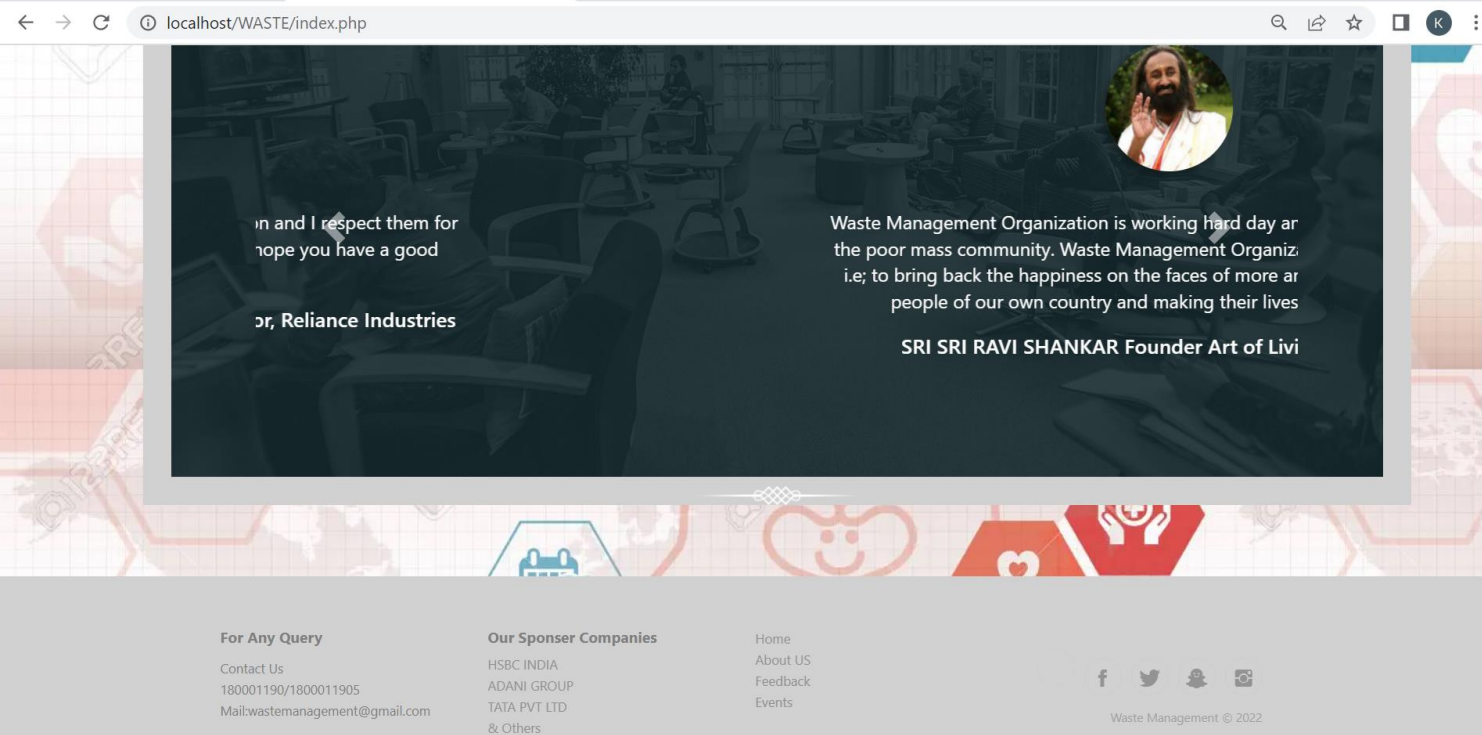 localhost/WASTE/index.php
K
on and I respect them for
hope you have a good
or, Reliance Industries
Waste Management Organization is working hard day an
the poor mass community. Waste Management Organiz
i.e; to bring back the happiness on the faces of more ar
people of our own country and making their lives
SRI SRI RAVI SHANKAR Founder Art of Livi
For Any Query
Contact Us
180001190/1800011905
Mail:wastemanagement@gmail.com
Our Sponser Companies
HSBC INDIA
ADANI GROUP
TATA PVT LTD
& Others
Home
About US
Feedback
Events
Waste Management © 2022